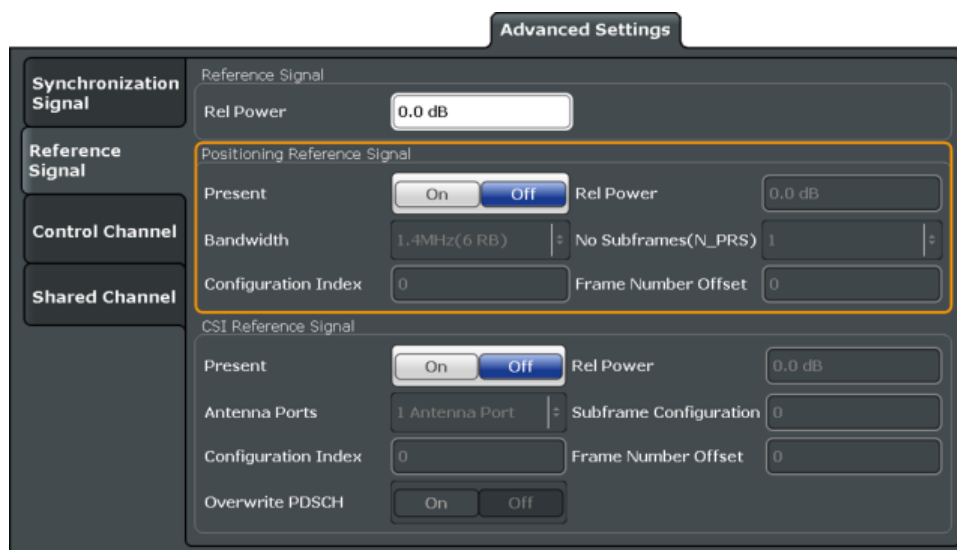 Advanced Settings
Synchronization
Signal
Reference
Signal
Control Channel
Shared Channel
Reference Signal
Rel Power 0.0 dB
Positioning Reference Signal
Present On Off Rel Power 0.0 dB
Bandwidth 1.4MHz(6 RB) No Subframes(N_PRS) 1
Configuration Index 0 Frame Number Offset 0
CSI Reference Signal
Present On Off Rel Power 0.0 dB
Antenna Ports 1 Antenna Port Subframe Configuration 0
Configuration Index 0 Frame Number Offset 0
Overwrite PDSCH On Off